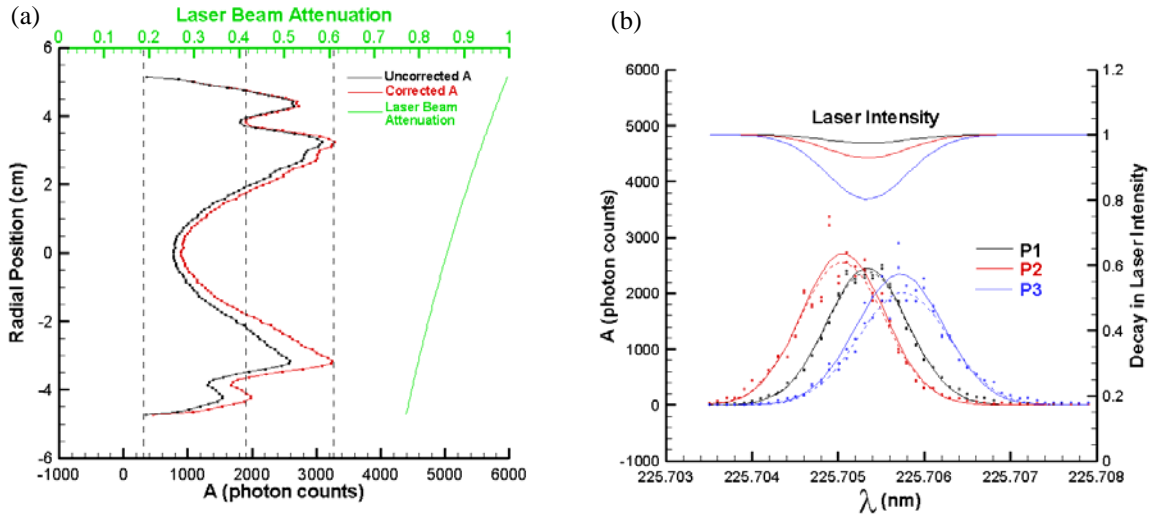 (a)
Laser Beam Attenuation
0 0.1 0.2 0.3 0.4 0.5 0.6 0.7 0.8 0.9 1
6
4
2
0
-2
-4
-6
Radial Position (cm)
Uncorrected A
Corrected A
Laser Beam
Attenuation
-1000 0 1000 2000 3000 4000 5000 6000
A (photon counts)
(b)
6000
5000
4000
3000
2000
1000
0
-1000
A (photon counts)
Laser Intensity
P1
P2
P3
1.2
1
0.8
0.6
0.4
0.2
0
Decay in Laser Intensity
225.703 225.704 225.705 225.706 225.707 225.708
λ (nm)